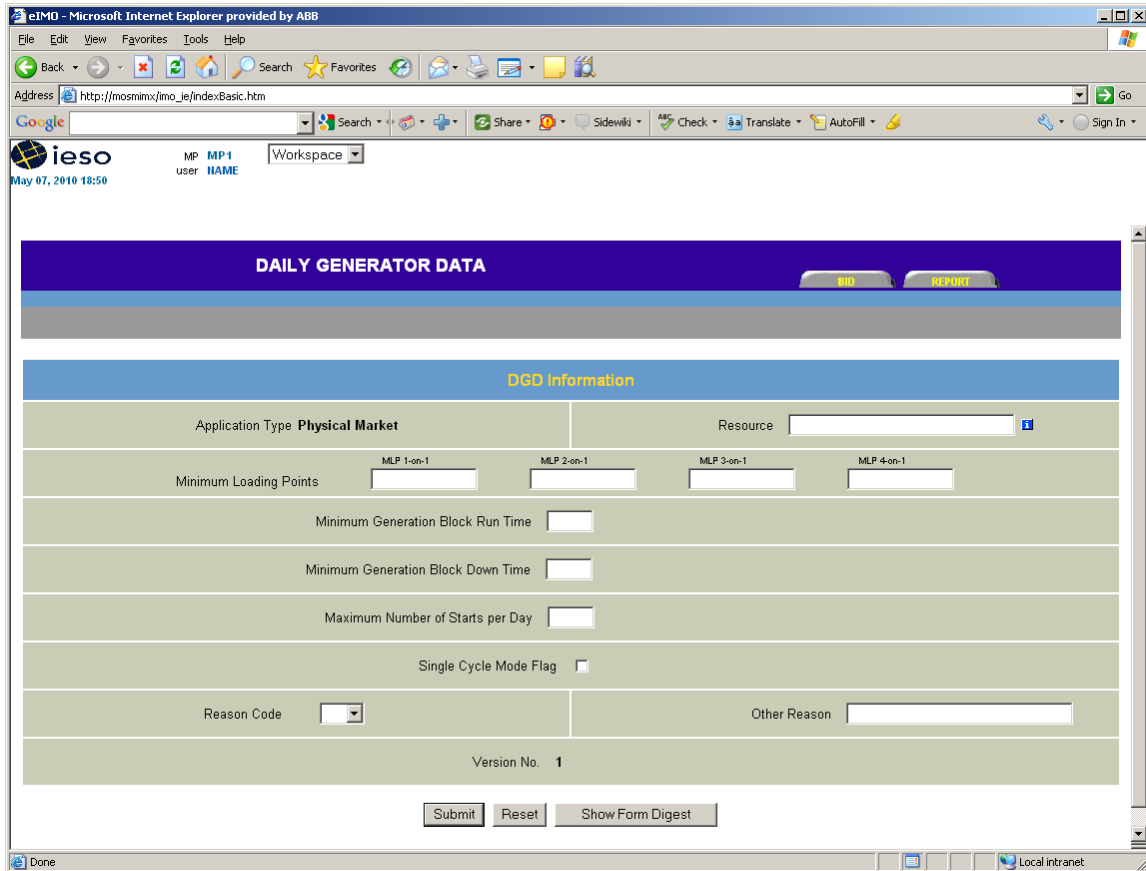 eIMO - Microsoft Internet Explorer provided by ABB
File Edit View Favorites Tools Help
Back Search Favorites
Address http://mosmimx/imo_ie/indexBasic.htm Go
Google Search Share Sidewiki ABC Check Translate AutoFill Sign In
ieso MP MP1 Workspace
user NAME
May 07, 2010 18:50
DAILY GENERATOR DATA BID REPORT
DGD Information
Application Type Physical Market Resource i
MLP 1-on-1 MLP 2-on-1 MLP 3-on-1 MLP 4-on-1
Minimum Loading Points
Minimum Generation Block Run Time
Minimum Generation Block Down Time
Maximum Number of Starts per Day
Single Cycle Mode Flag
Reason Code Other Reason
Version No. 1
Submit Reset Show Form Digest
Done Local intranet